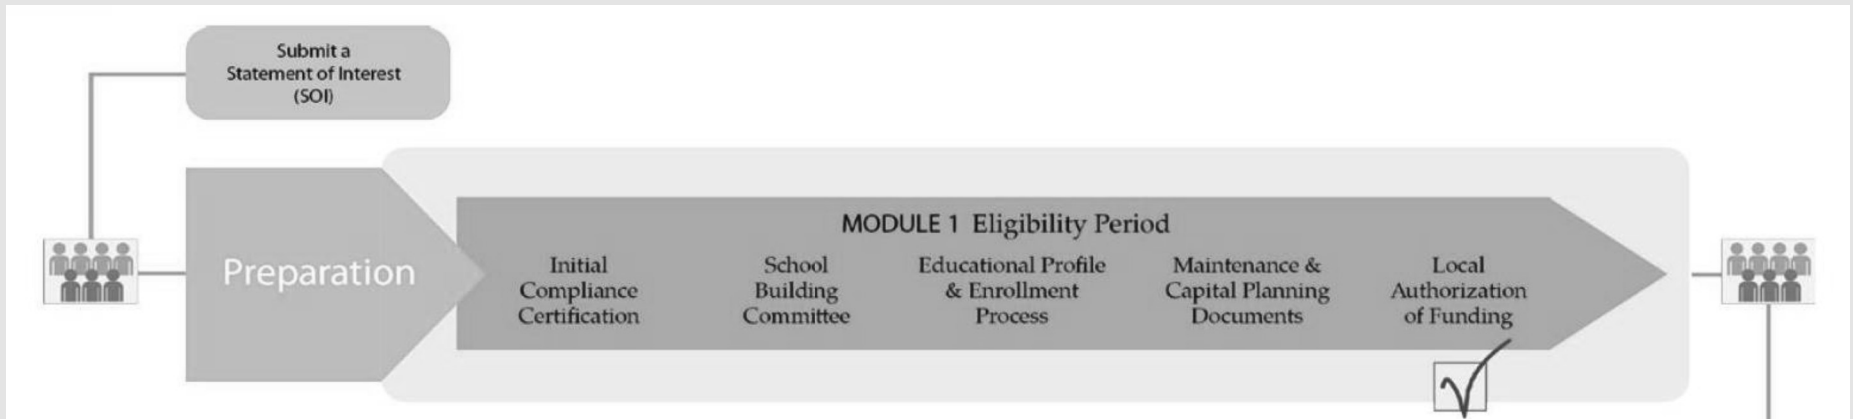 Submit a
Statement of Interest
(SOI)
Preparation
MODULE 1 Eligibility Period
Initial
Compliance
Certification
School
Building
Committee
Educational Profile
& Enrollment
Process
Maintenance &
Capital Planning
Documents
Local
Authorization
of Funding